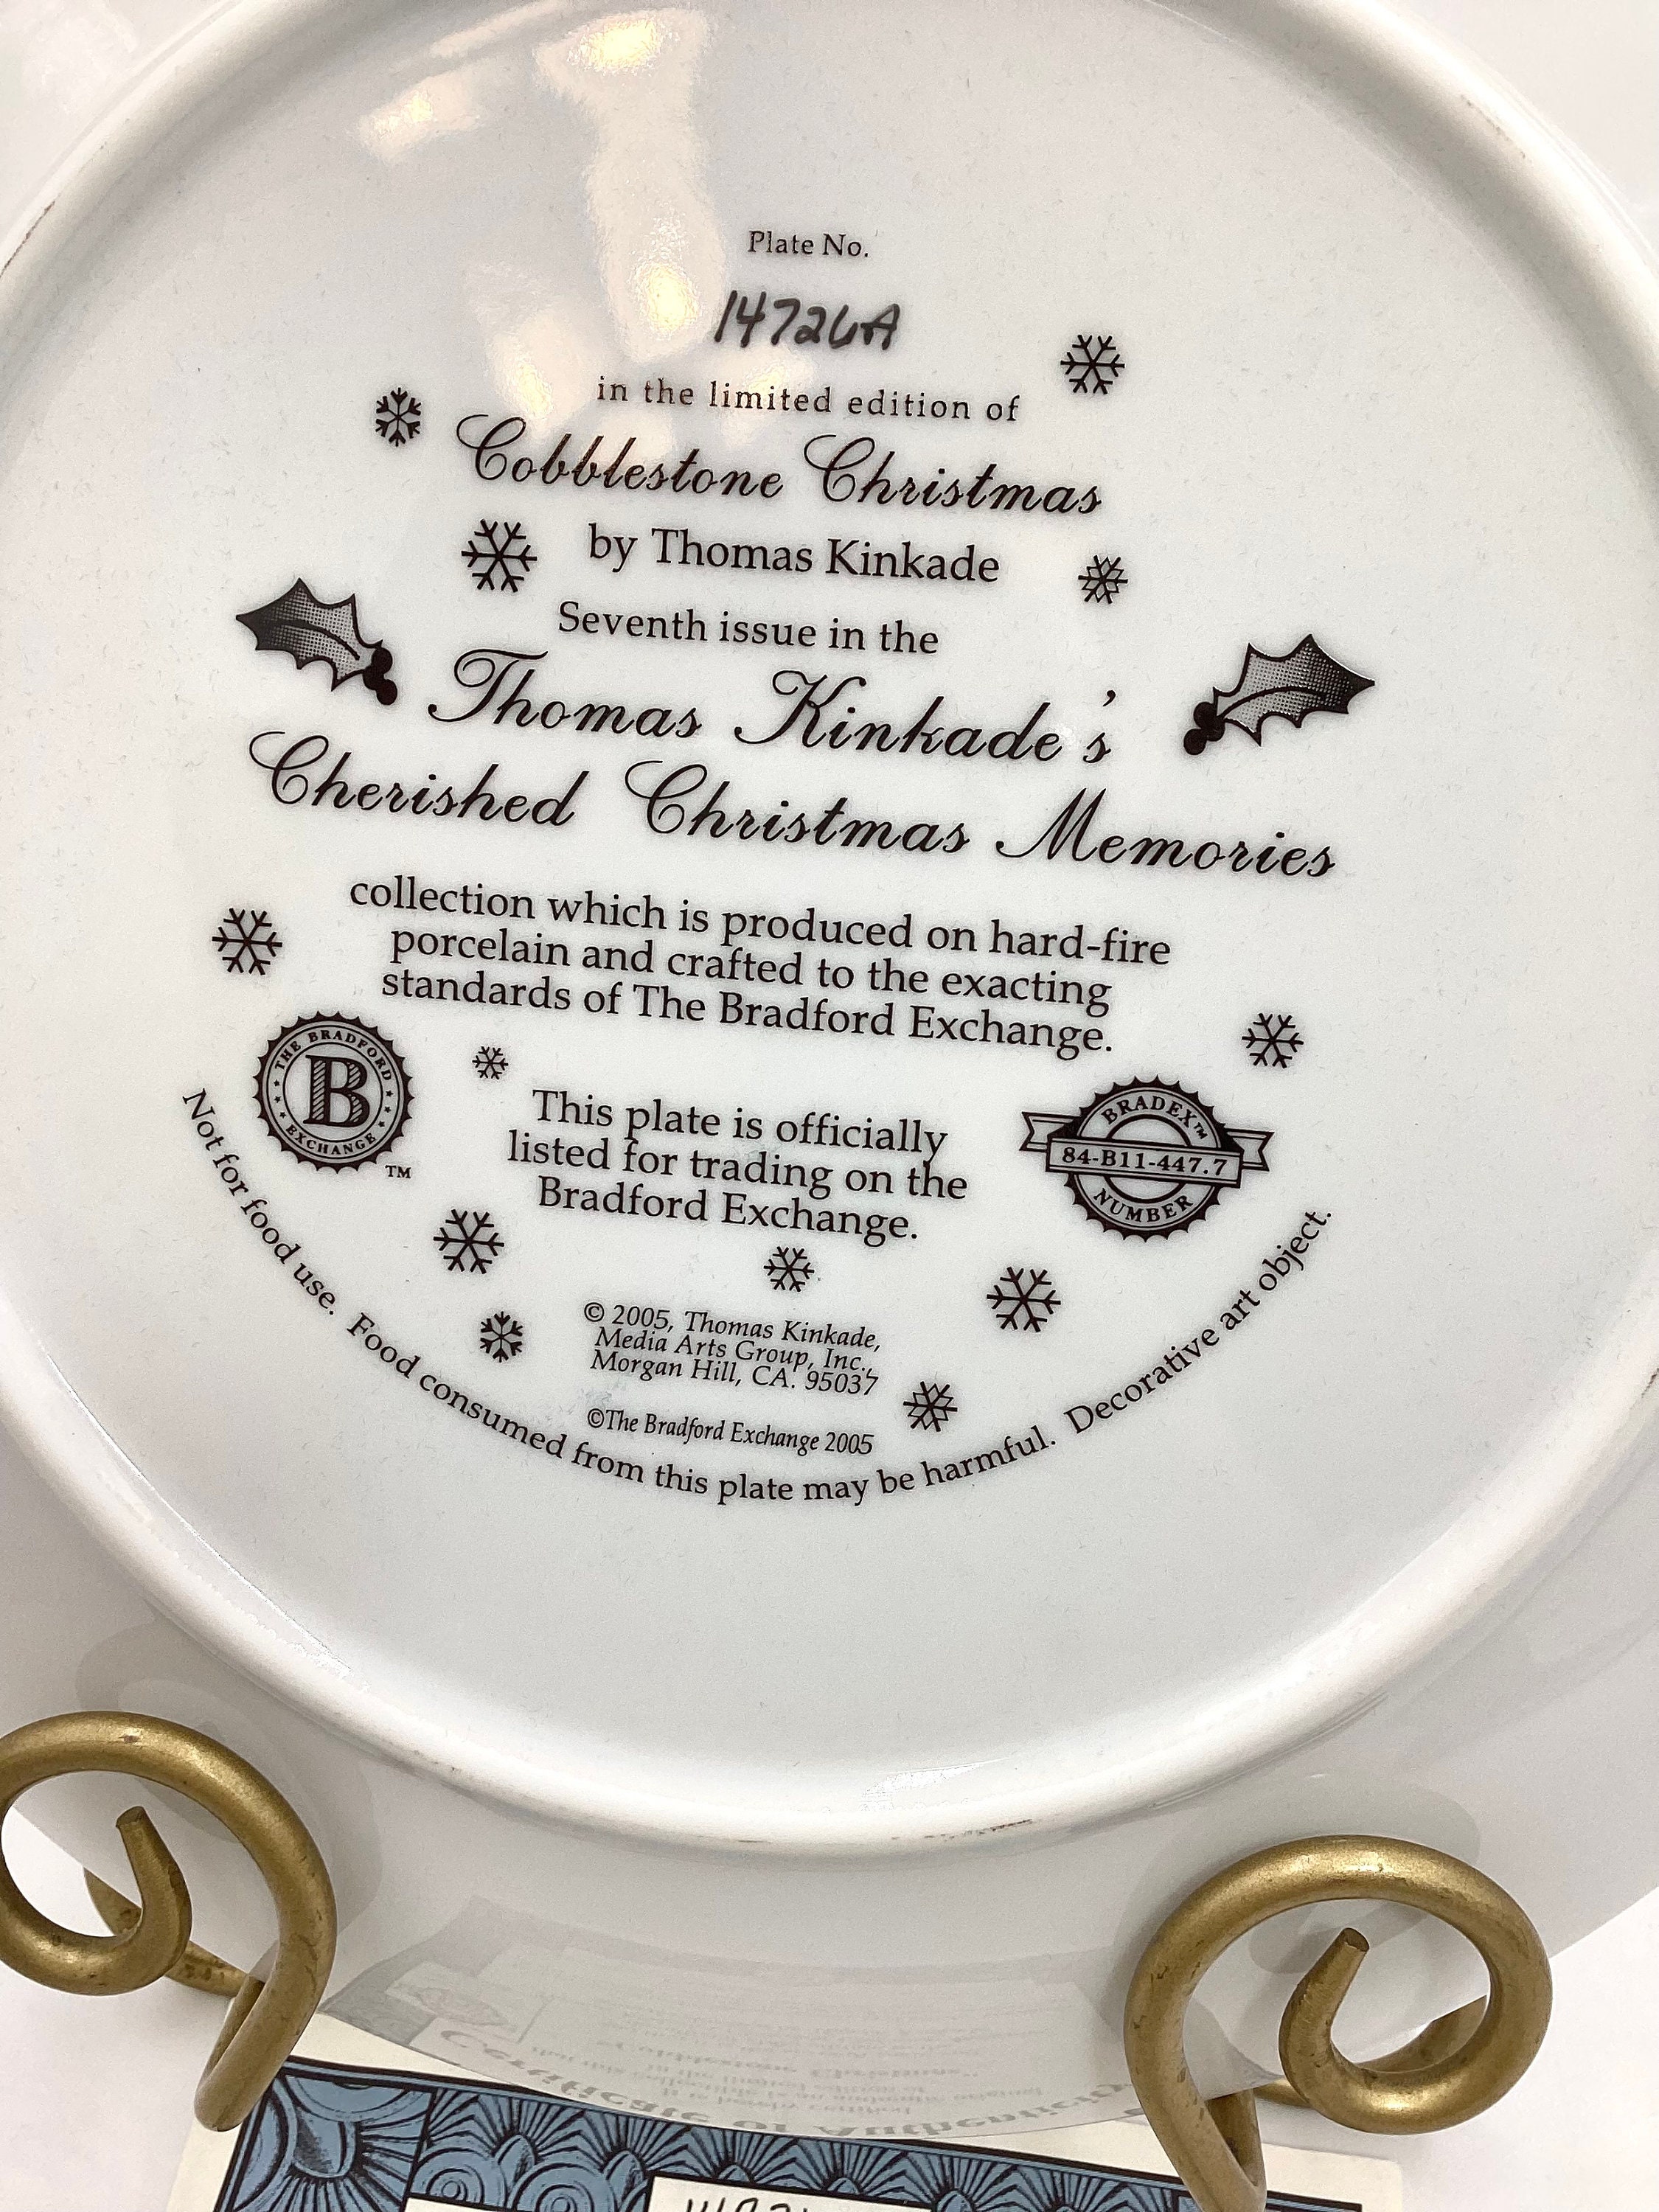 Plate No.
14726A
in the limited edition of
Cobblestone Christmas
by Thomas Kinkade
Seventh issue in the
Thomas Kinkade's
Cherished Christmas Memories
collection which is produced on hard-fire
porcelain and crafted to the exacting
standards of The Bradford Exchange.
THE BRADFORD
B
EXCHANGE
TM
This plate is officially
listed for trading on the
Bradford Exchange.
BRADEX™
84-B11-447.7
NUMBER
© 2005, Thomas Kinkade,
Media Arts Group, Inc.,
Morgan Hill, CA. 95037
©The Bradford Exchange 2005
Not for food use. Food consumed from this plate may be harmful. Decorative art object.
Certificate of Authenticity